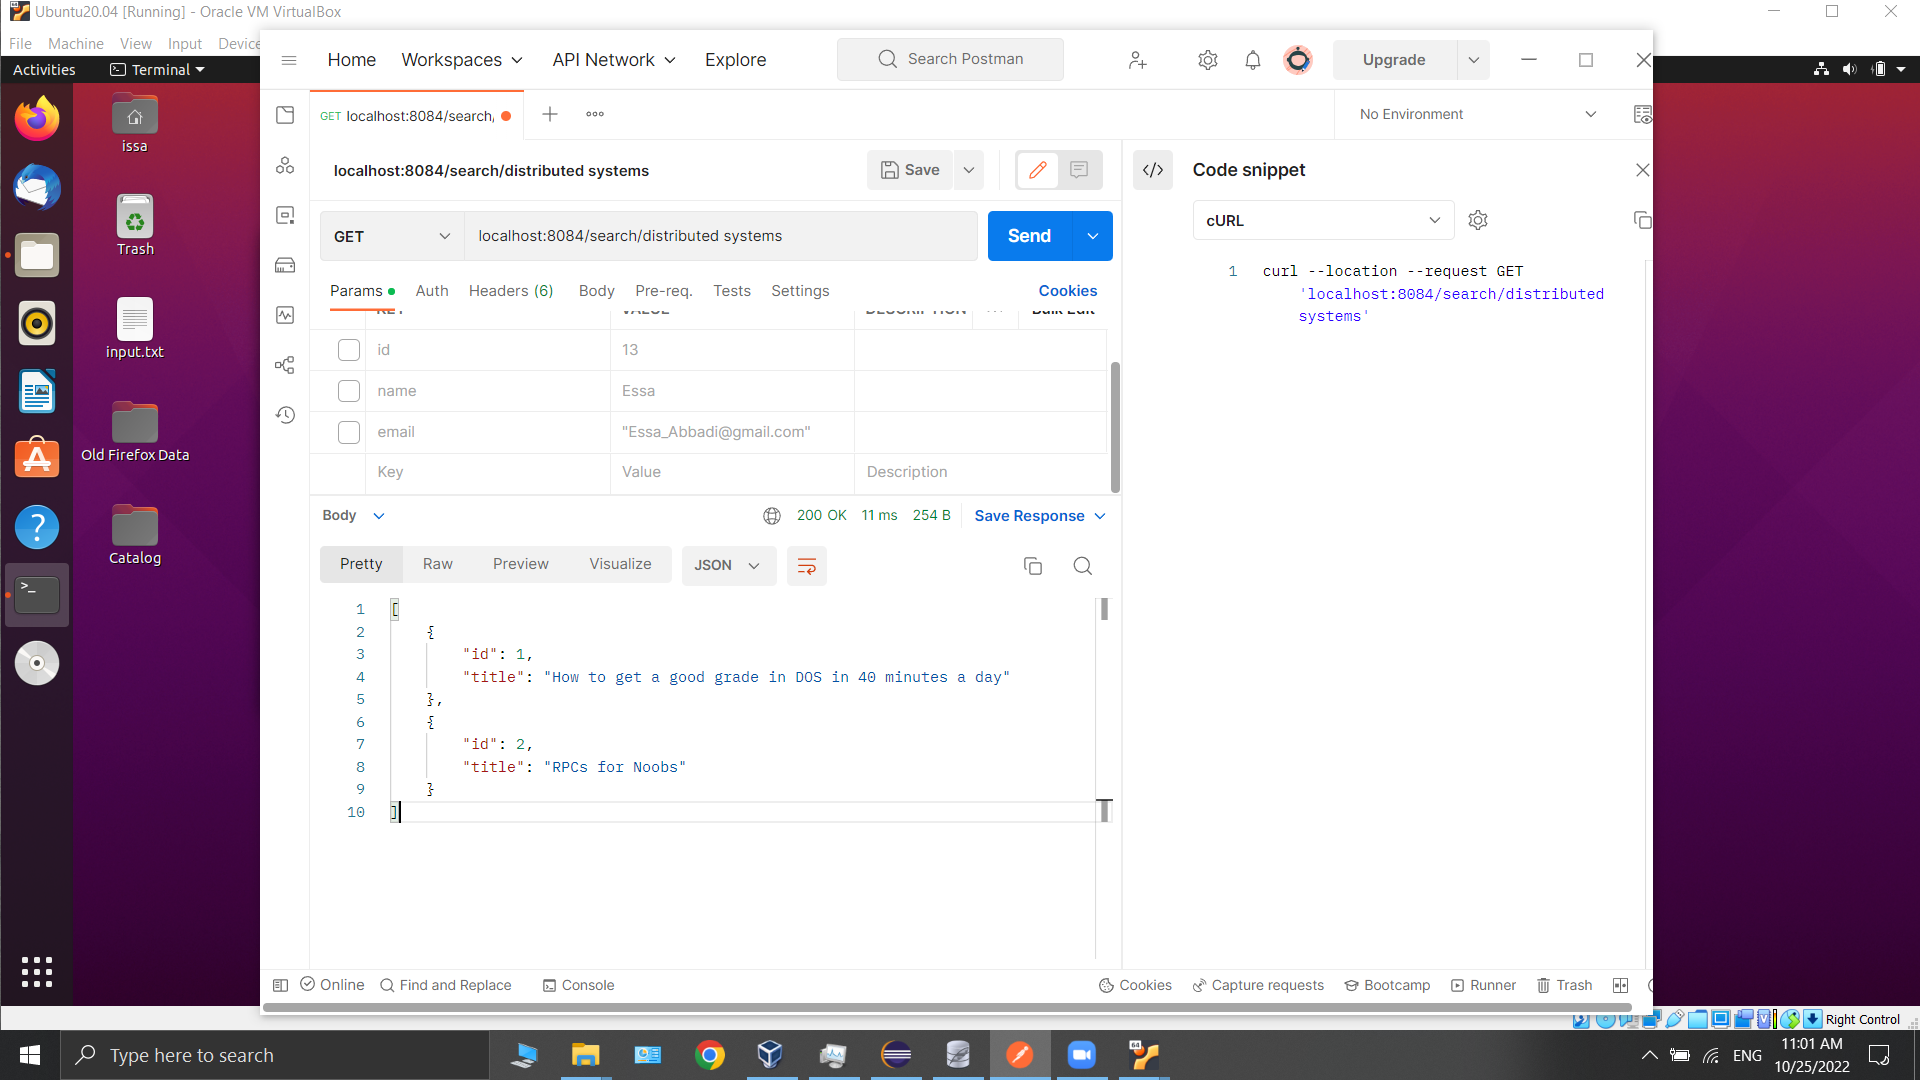 Ubuntu20.04 [Running] - Oracle VM VirtualBox
File Machine View Input Device
Activities Terminal
issa
Trash
input.txt
Old Firefox Data
Catalog
Home Workspaces API Network Explore Search Postman Upgrade
GET localhost:8084/search/ No Environment
localhost:8084/search/distributed systems Save
GET localhost:8084/search/distributed systems Send
Params Auth Headers (6) Body Pre-req. Tests Settings Cookies
KEY VALUE DESCRIPTION Bulk Edit
id 13
name Essa
email "Essa_Abbadi@gmail.com"
Key Value Description
Body 200 OK 11 ms 254 B Save Response
Pretty Raw Preview Visualize JSON
1 [
2 {
3 "id": 1,
4 "title": "How to get a good grade in DOS in 40 minutes a day"
5 },
6 {
7 "id": 2,
8 "title": "RPCs for Noobs"
9 }
10 ]
Code snippet
cURL
1 curl --location --request GET
'localhost:8084/search/distributed
systems'
Online Find and Replace Console Cookies Capture requests Bootcamp Runner Trash
Right Control
Type here to search
ENG
11:01 AM
10/25/2022